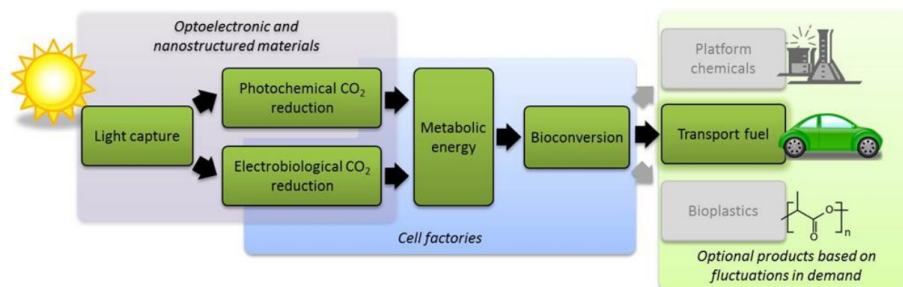 Optoelectronic and
nanostructured materials
Light capture
Photochemical CO₂
reduction
Electrobiological CO₂
reduction
Metabolic
energy
Bioconversion
Cell factories
Platform
chemicals
Transport fuel
Bioplastics
O
O
n
Optional products based on
fluctuations in demand